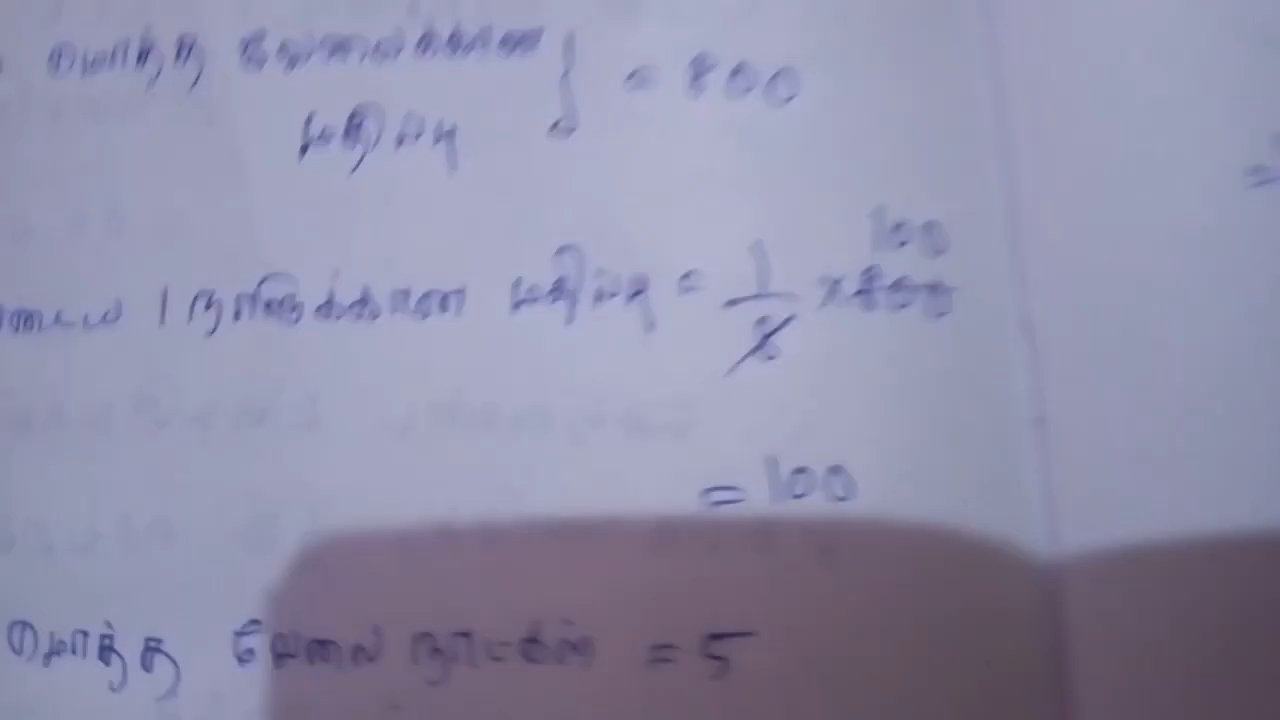 மொத்த வேலைக்கான } = 800
மதிப்பு
1 நாளுக்கான மதிப்பு = 1/8 × 800 100
= 100
மொத்த வேலை நாட்கள் = 5